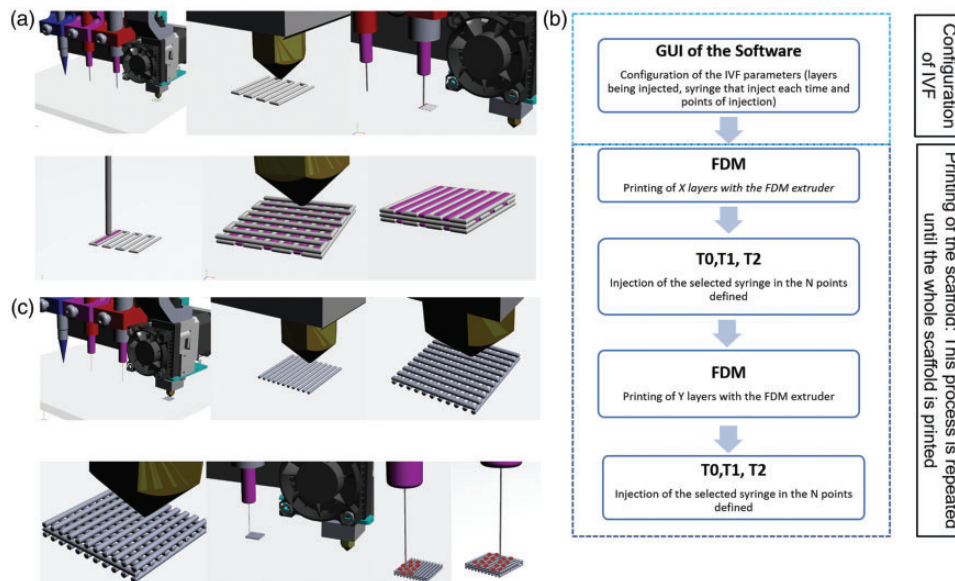 (a)
(b)
GUI of the Software
Configuration of the IVF parameters (layers
being injected, syringe that inject each time and
points of injection)
Configuration
of IVF
FDM
Printing of X layers with the FDM extruder
T0,T1, T2
Injection of the selected syringe in the N points
defined
FDM
Printing of Y layers with the FDM extruder
T0,T1, T2
Injection of the selected syringe in the N points
defined
Printing of the scaffold: This process is repeated
until the whole scaffold is printed
(c)